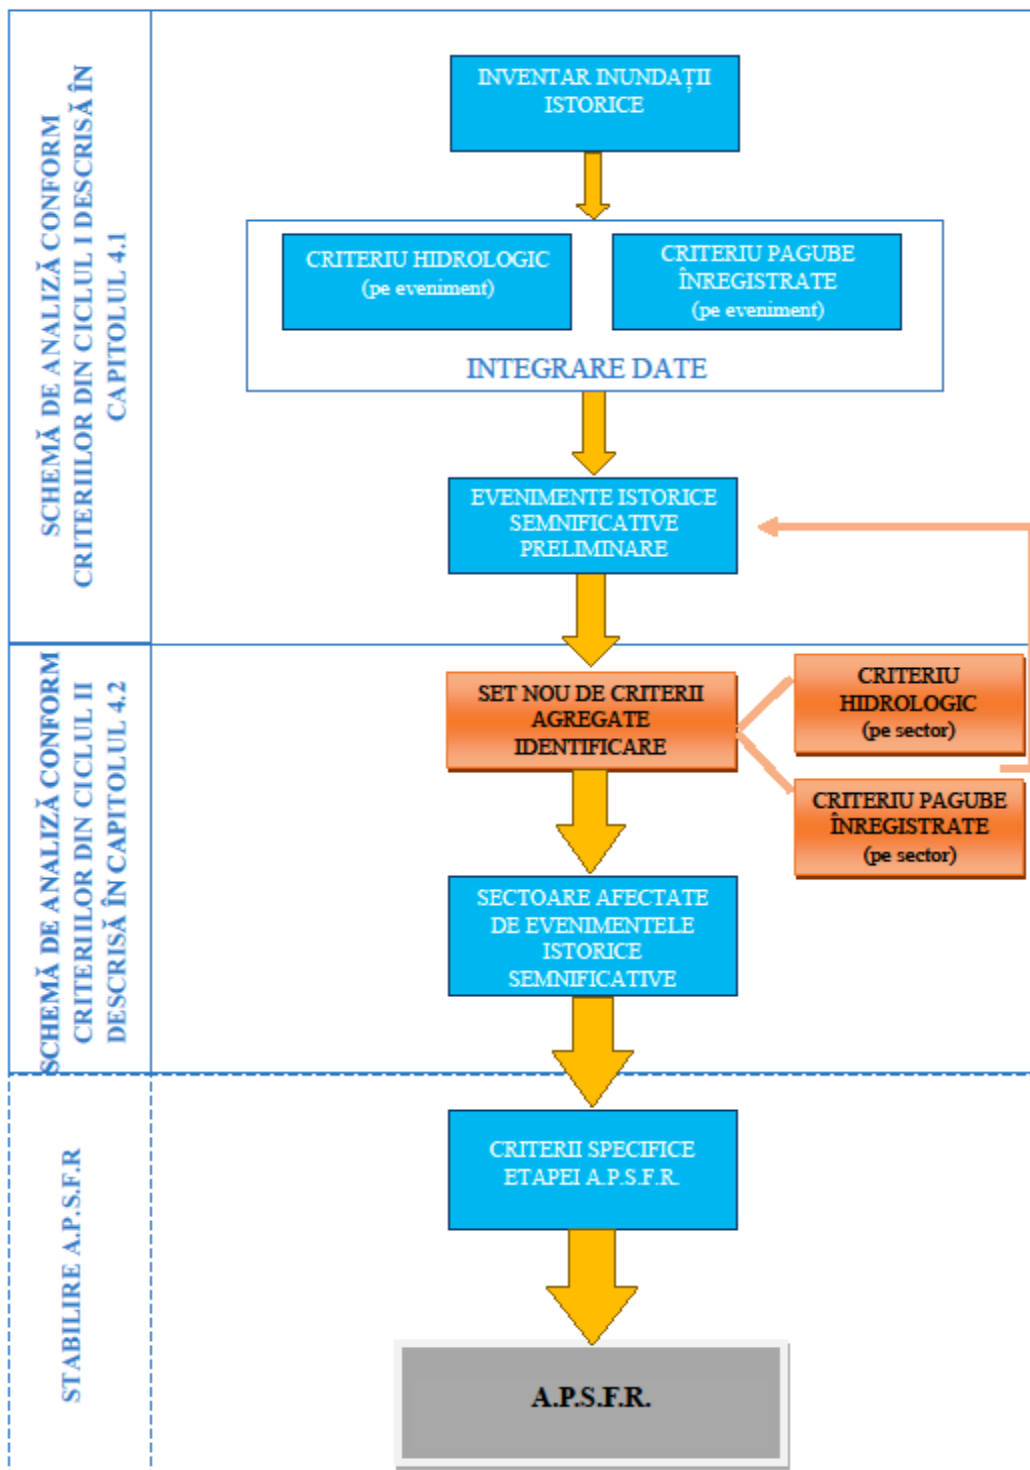 SCHEMĂ DE ANALIZĂ CONFORM
CRITERIILOR DIN CICLUL I DESCRISĂ ÎN
CAPITOLUL 4.1
INVENTAR INUNDAȚII
ISTORICE
CRITERIU HIDROLOGIC
(pe eveniment)
CRITERIU PAGUBE
ÎNREGISTRATE
(pe eveniment)
INTEGRARE DATE
EVENIMENTE ISTORICE
SEMNIFICATIVE
PRELIMINARE
SCHEMĂ DE ANALIZĂ CONFORM
CRITERIILOR DIN CICLUL II
DESCRISĂ ÎN CAPITOLUL 4.2
SET NOU DE CRITERII
AGREGATE
IDENTIFICARE
CRITERIU
HIDROLOGIC
(pe sector)
CRITERIU PAGUBE
ÎNREGISTRATE
(pe sector)
SECTOARE AFECTATE
DE EVENIMENTELE
ISTORICE
SEMNIFICATIVE
STABILIRE A.P.S.F.R
CRITERII SPECIFICE
ETAPEI A.P.S.F.R.
A.P.S.F.R.